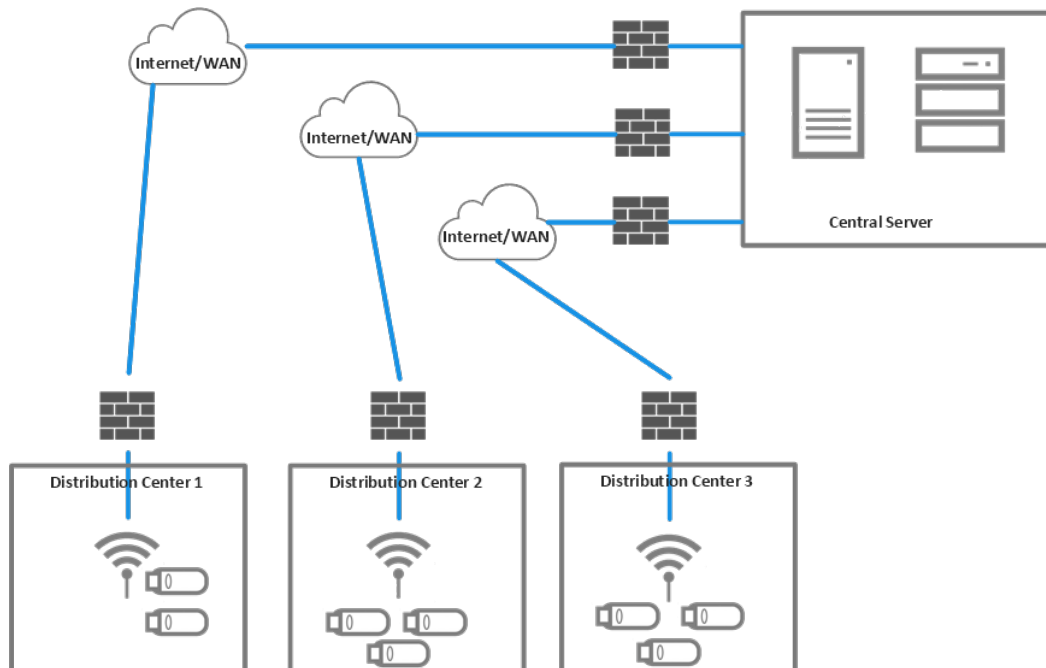 Internet/WAN
Internet/WAN
Internet/WAN
Central Server
Distribution Center 1
Distribution Center 2
Distribution Center 3